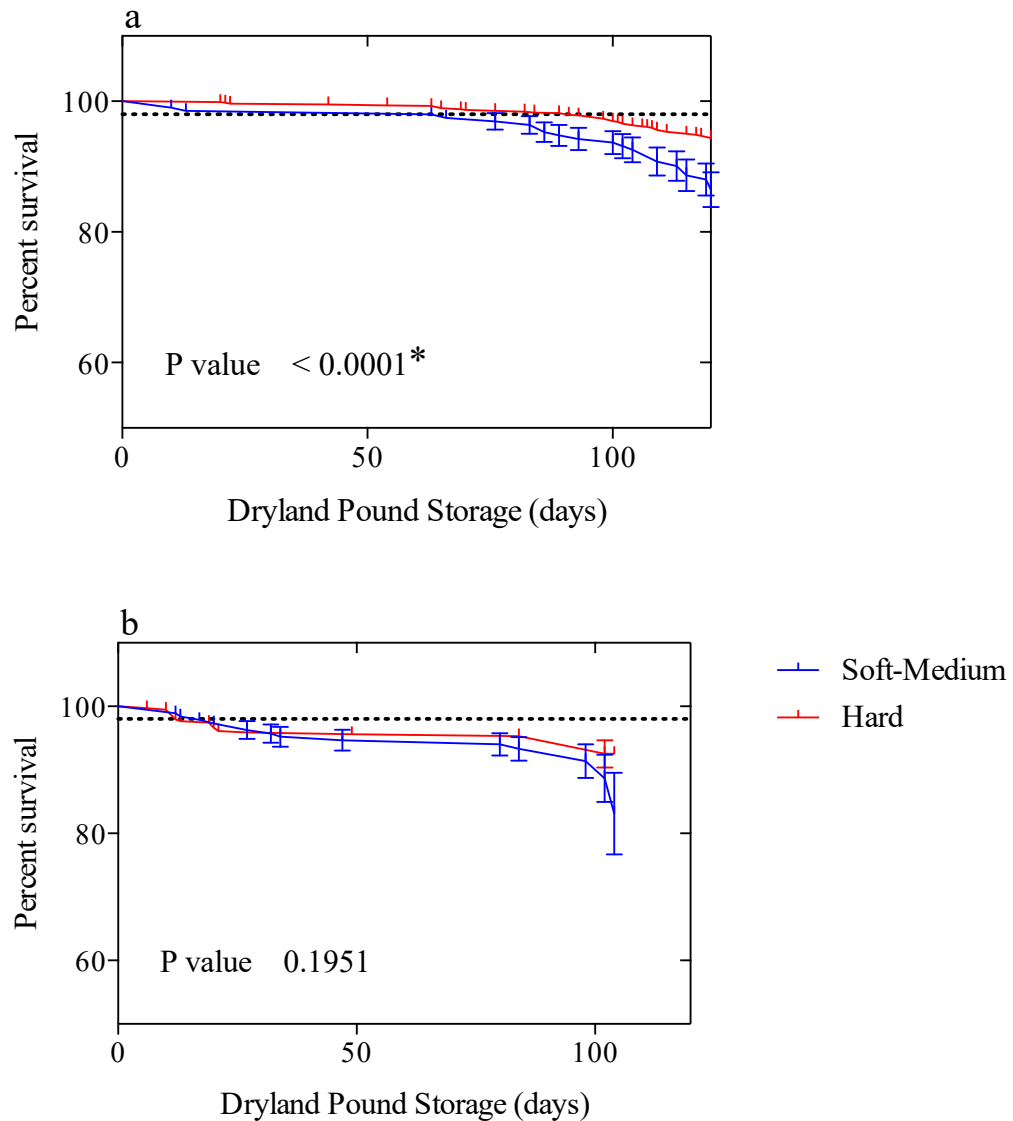 a
100
80
60
Percent survival
P value < 0.0001*
0 50 100
Dryland Pound Storage (days)
b
100
80
60
Percent survival
P value 0.1951
0 50 100
Dryland Pound Storage (days)
Soft-Medium
Hard